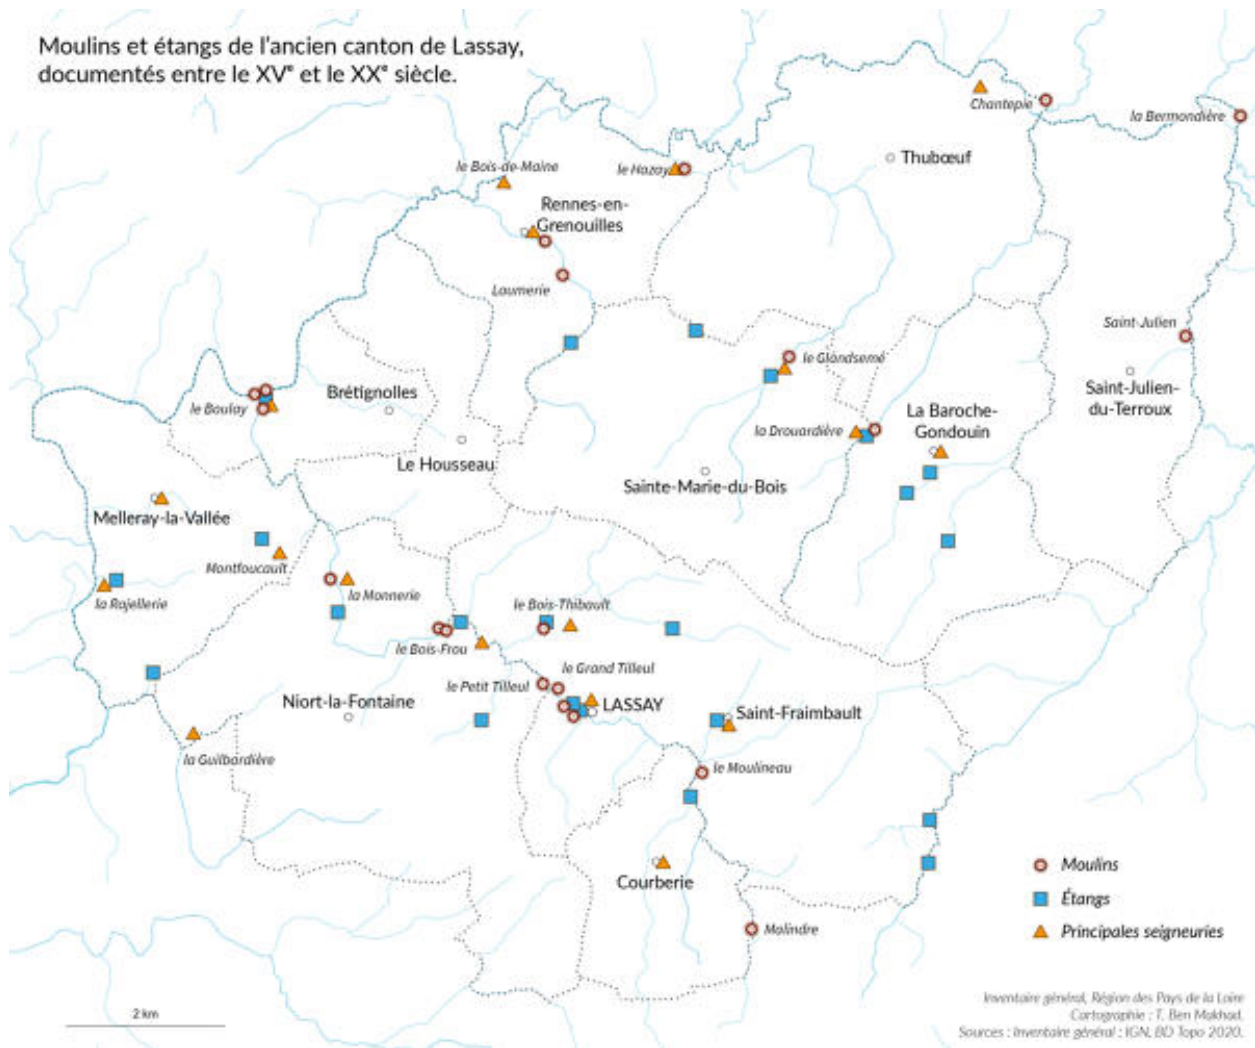 Moulins et étangs de l'ancien canton de Lassay,
documentés entre le XVᵉ et le XXᵉ siècle.
Chantepie
la Bermondière
Thubœuf
le Bois-de-Maine
le Hazay
Rennes-en-
Grenouilles
Laumerie
Saint-Julien
le Glandsemé
Saint-Julien-
du-Terroux
Brétignolles
le Boulay
La Baroche-
Gondouin
la Drouardière
Le Housseau
Sainte-Marie-du-Bois
Melleray-la-Vallée
Montfoucault
la Rajellerie
la Monnerie
le Bois-Thibault
le Bois-Frou
le Grand Tilleul
le Petit Tilleul
Niort-la-Fontaine
LASSAY
Saint-Fraimbault
la Guilbardière
le Moulineau
Courberie
Malindre
Moulins
Étangs
Principales seigneuries
2 km
Inventaire général, Région des Pays de la Loire
Cartographie : T. Ben Makhad.
Sources : Inventaire général ; IGN, BD Topo 2020.